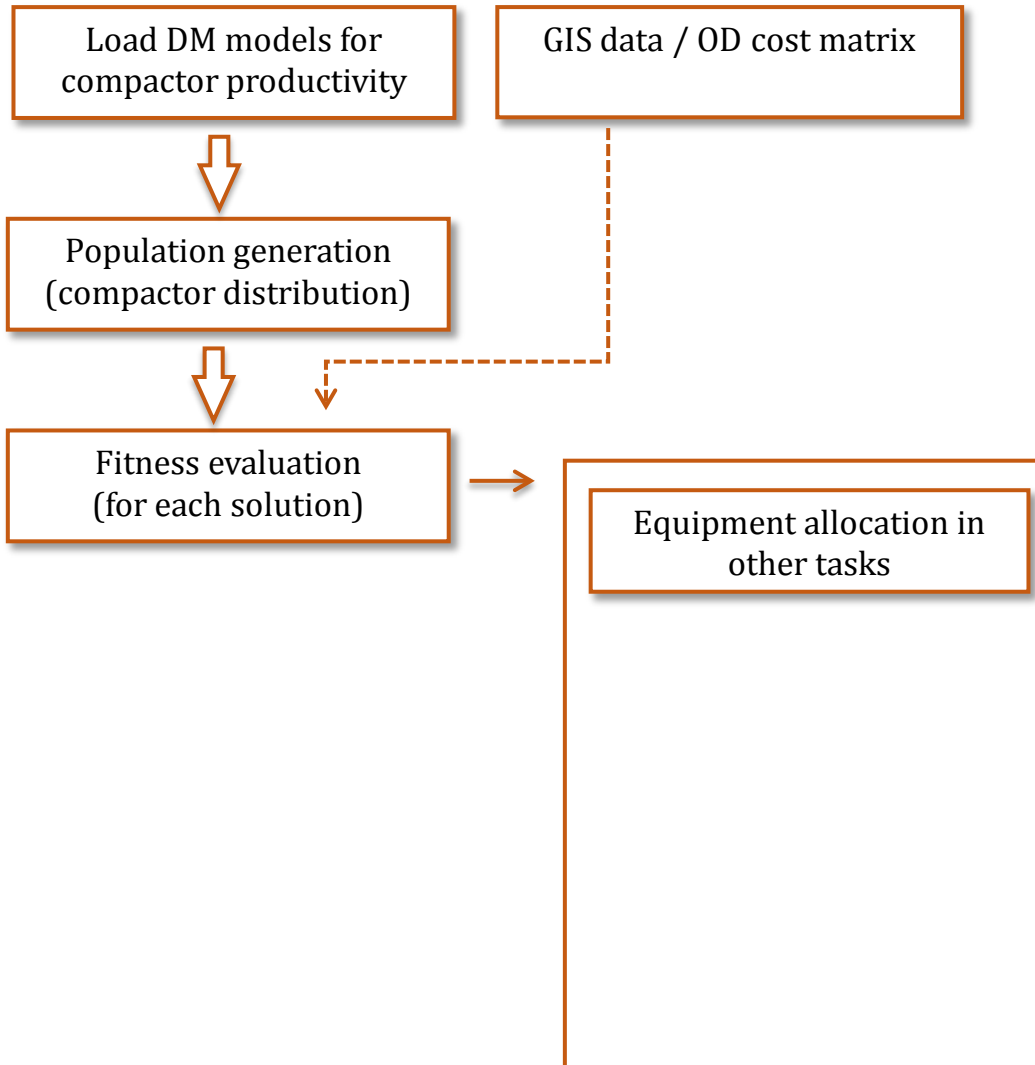 Load DM models for
compactor productivity
GIS data / OD cost matrix
Population generation
(compactor distribution)
Fitness evaluation
(for each solution)
Equipment allocation in
other tasks